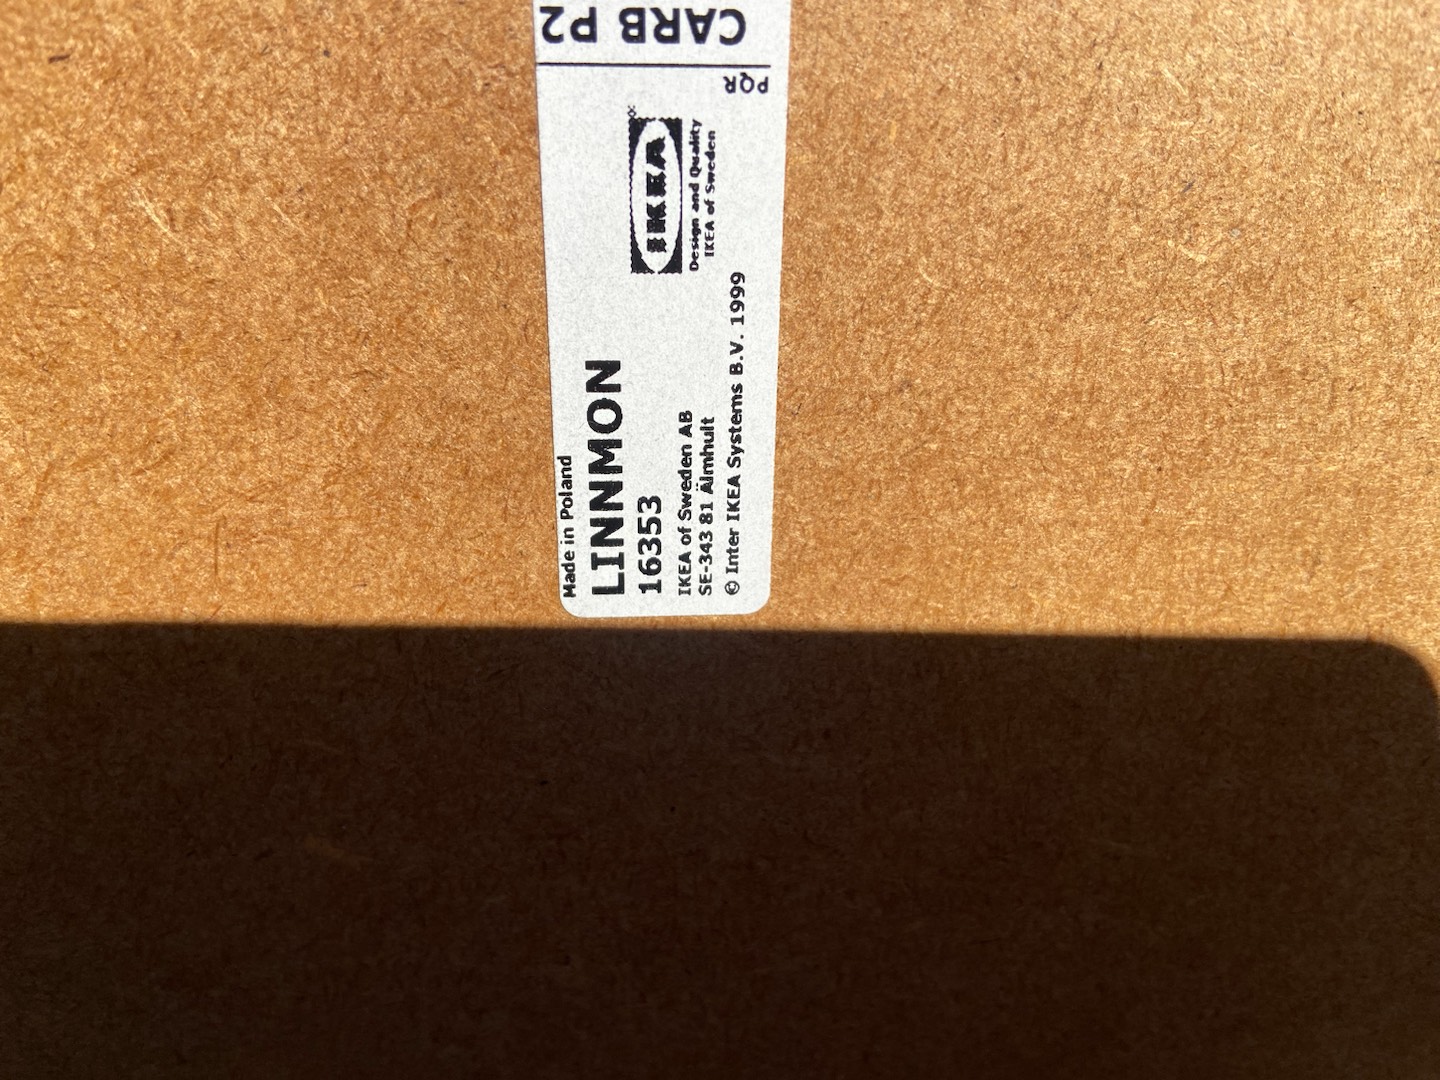 Made in Poland
LINNMON
16353
IKEA of Sweden AB
SE-343 81 Älmhult
© Inter IKEA Systems B.V. 1999
IKEA
Design and Quality
IKEA of Sweden
PQR
CARB P2